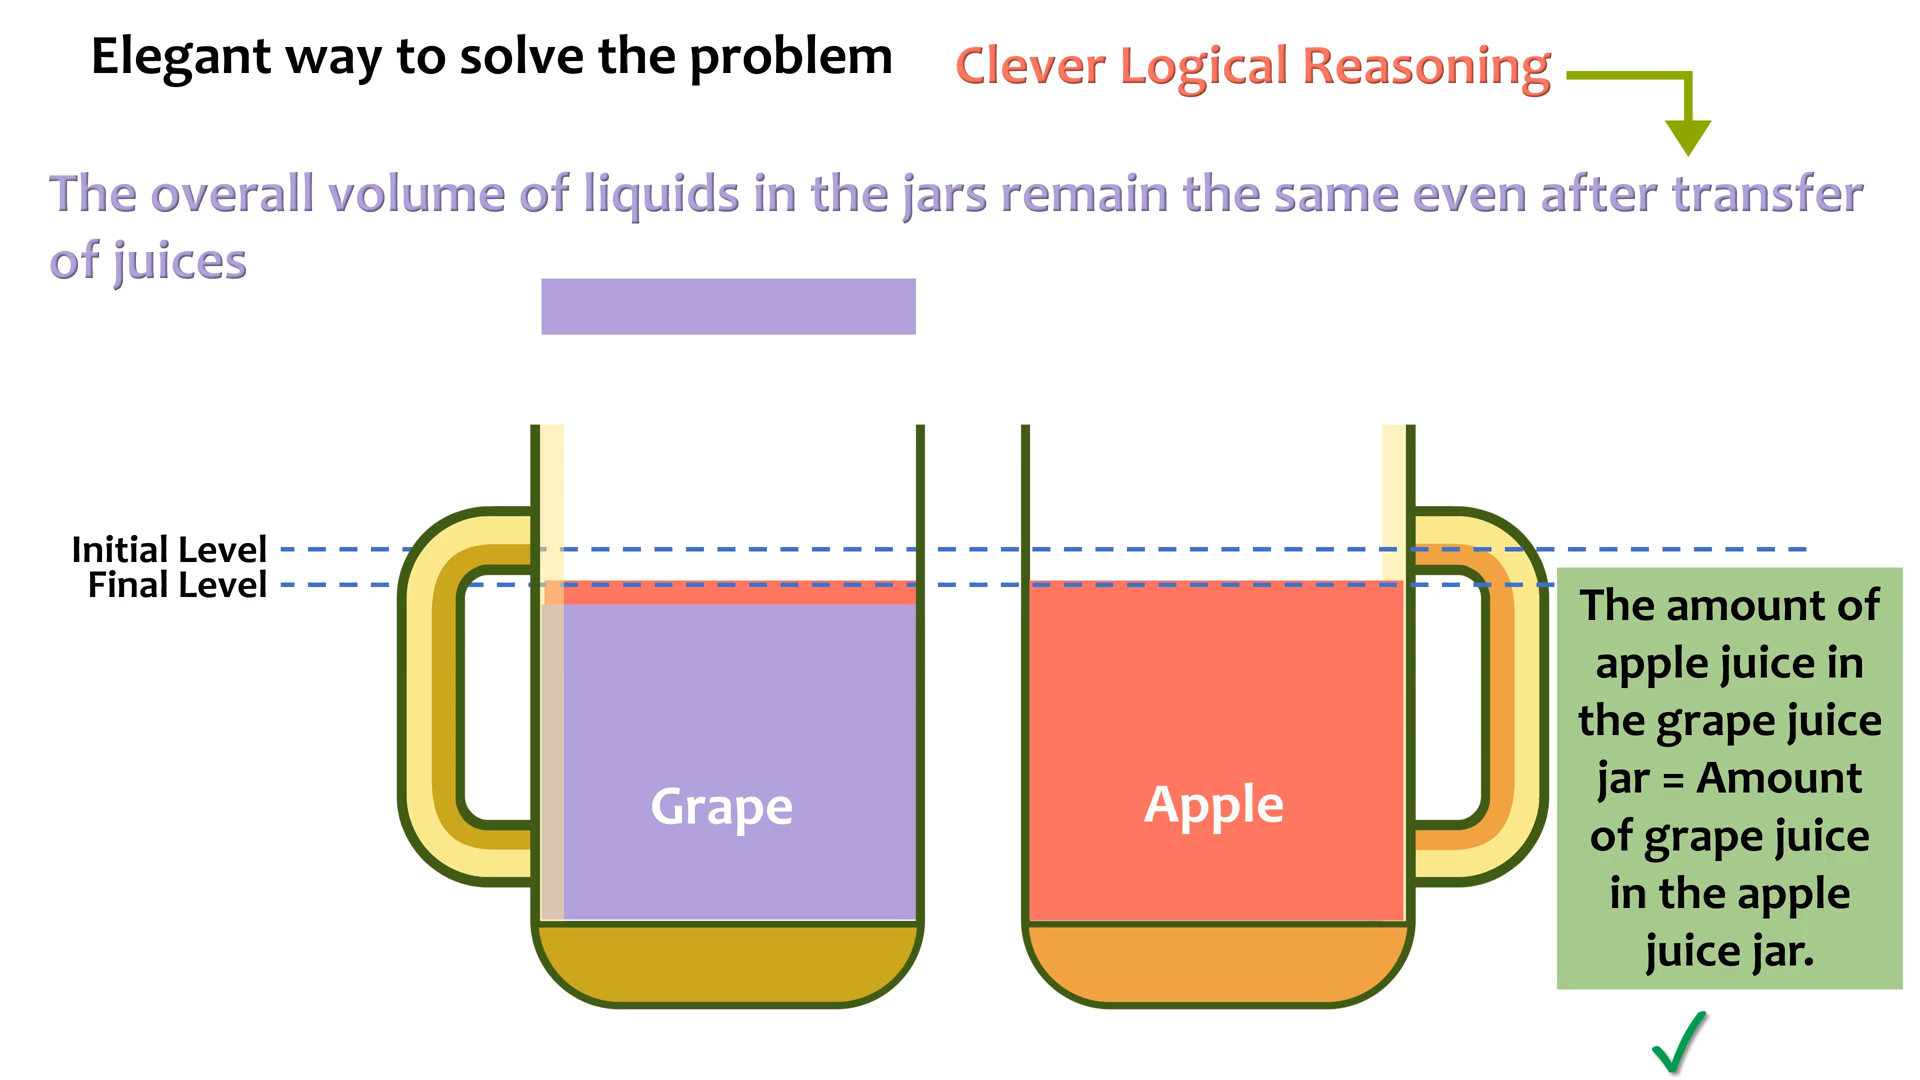 Elegant way to solve the problem
Clever Logical Reasoning
The overall volume of liquids in the jars remain the same even after transfer
of juices
Initial Level
Final Level
Grape
Apple
The amount of
apple juice in
the grape juice
jar = Amount
of grape juice
in the apple
juice jar.